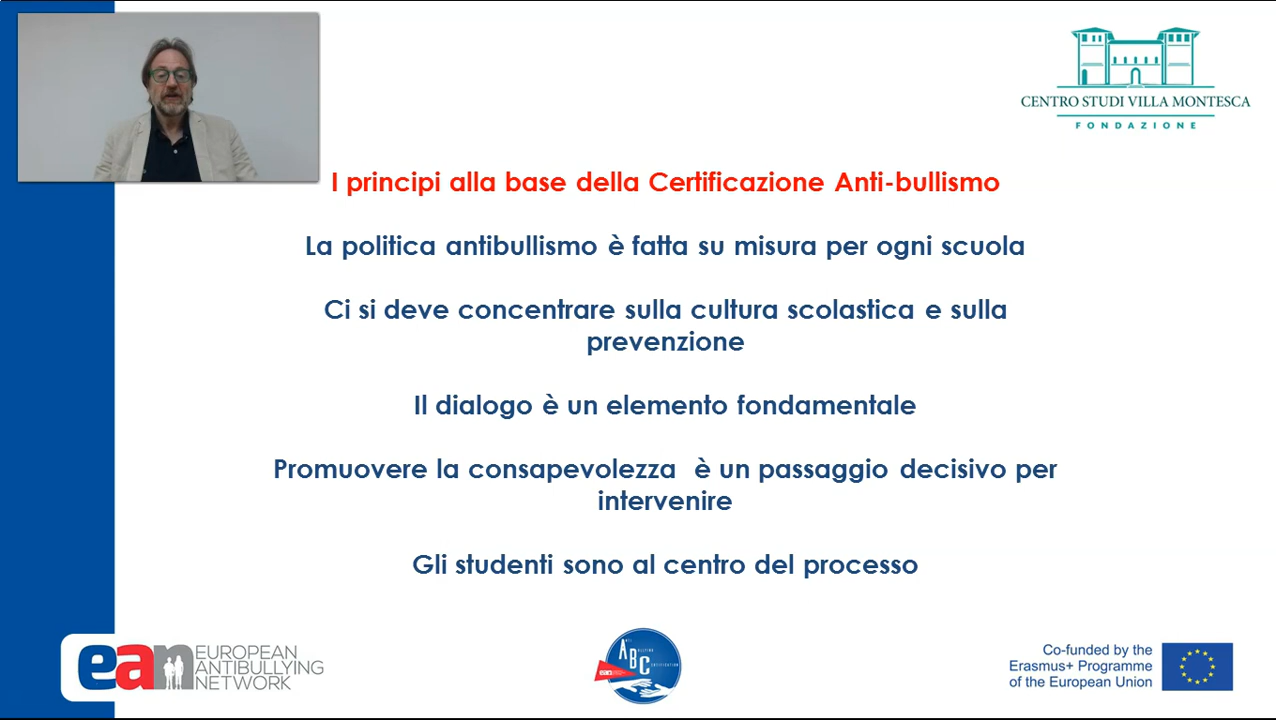 CENTRO STUDI VILLA MONTESCA
FONDAZIONE
I principi alla base della Certificazione Anti-bullismo
La politica antibullismo è fatta su misura per ogni scuola
Ci si deve concentrare sulla cultura scolastica e sulla
prevenzione
Il dialogo è un elemento fondamentale
Promuovere la consapevolezza è un passaggio decisivo per
intervenire
Gli studenti sono al centro del processo
ean
EUROPEAN
ANTIBULLYING
NETWORK
ABC
Co-funded by the
Erasmus+ Programme
of the European Union